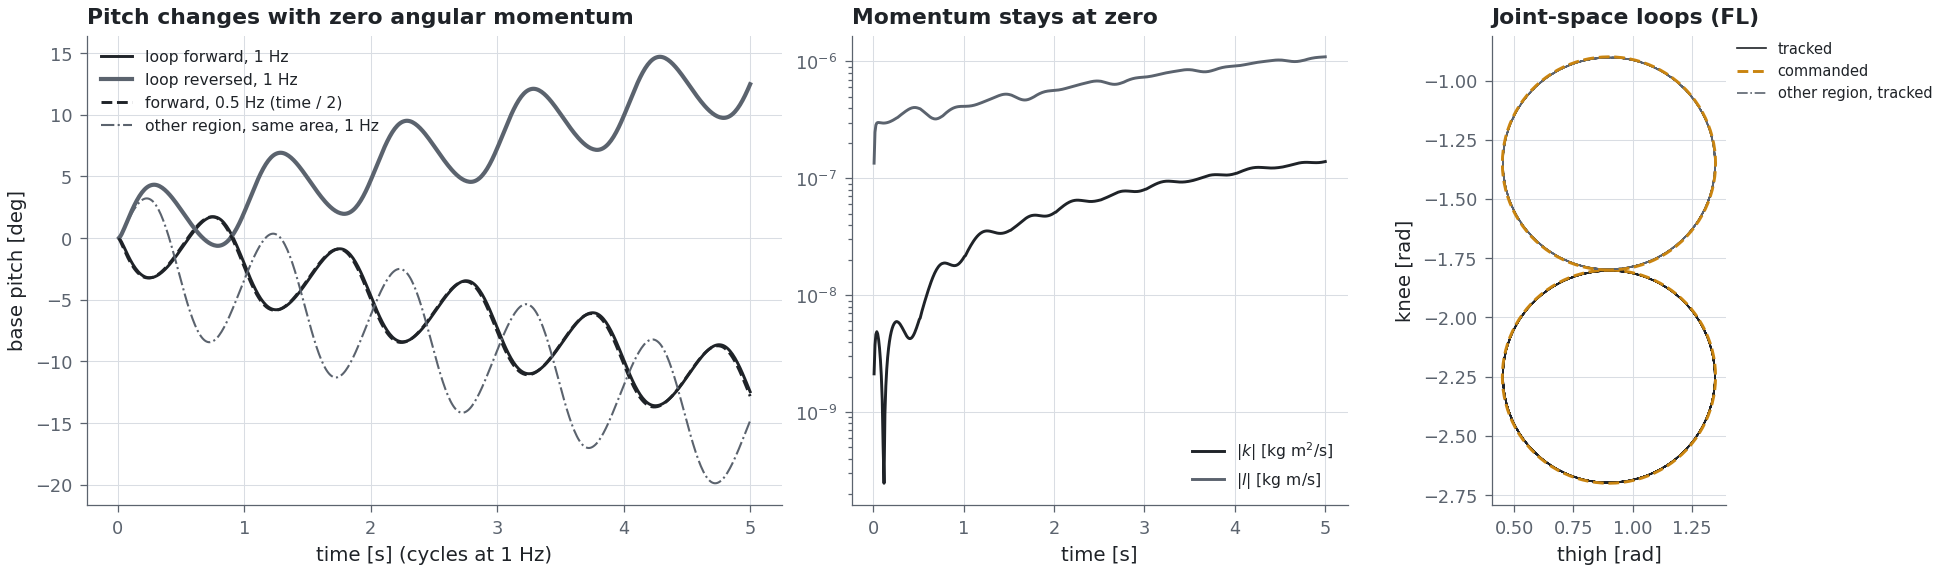 Pitch changes with zero angular momentum
base pitch [deg]
15
10
5
0
−5
−10
−15
−20
loop forward, 1 Hz
loop reversed, 1 Hz
forward, 0.5 Hz (time / 2)
other region, same area, 1 Hz
0 1 2 3 4 5
time [s] (cycles at 1 Hz)
Momentum stays at zero
10⁻⁶
10⁻⁷
10⁻⁸
10⁻⁹
|k| [kg m²/s]
|l| [kg m/s]
0 1 2 3 4 5
time [s]
Joint-space loops (FL)
tracked
commanded
other region, tracked
knee [rad]
−1.00
−1.25
−1.50
−1.75
−2.00
−2.25
−2.50
−2.75
0.50 0.75 1.00 1.25
thigh [rad]